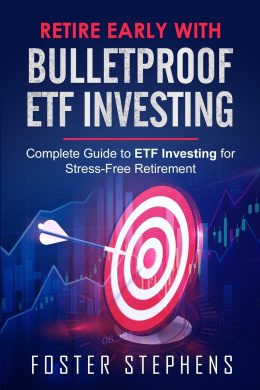 RETIRE EARLY WITH
BULLETPROOF
ETF INVESTING
Complete Guide to ETF Investing for
Stress-Free Retirement
FOSTER STEPHENS